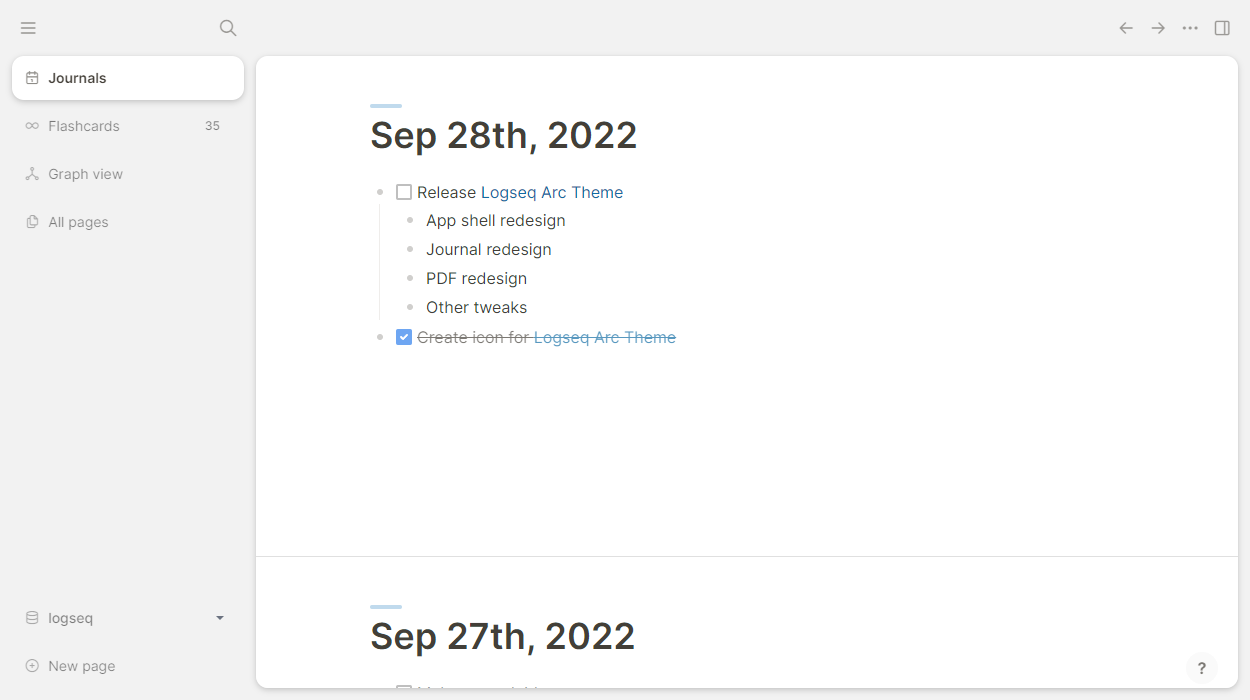 Journals
Flashcards 35
Graph view
All pages
logseq
New page
Sep 28th, 2022
Release Logseq Arc Theme
App shell redesign
Journal redesign
PDF redesign
Other tweaks
Create icon for Logseq Arc Theme
Sep 27th, 2022
?